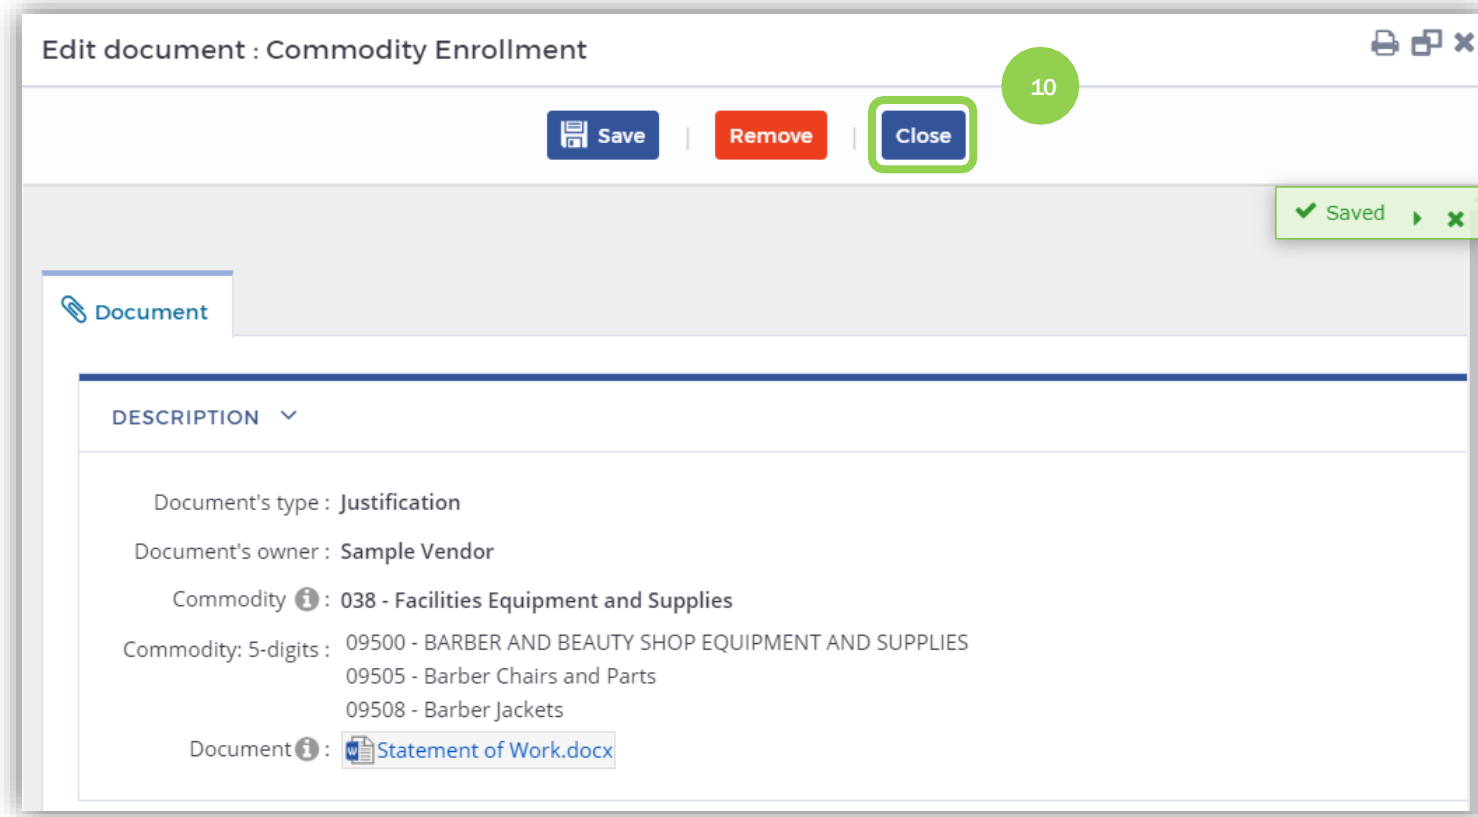 Edit document : Commodity Enrollment
10
Save | Remove | Close
Saved
Document
DESCRIPTION
Document's type : Justification
Document's owner : Sample Vendor
Commodity : 038 - Facilities Equipment and Supplies
Commodity: 5-digits : 09500 - BARBER AND BEAUTY SHOP EQUIPMENT AND SUPPLIES
09505 - Barber Chairs and Parts
09508 - Barber Jackets
Document : Statement of Work.docx